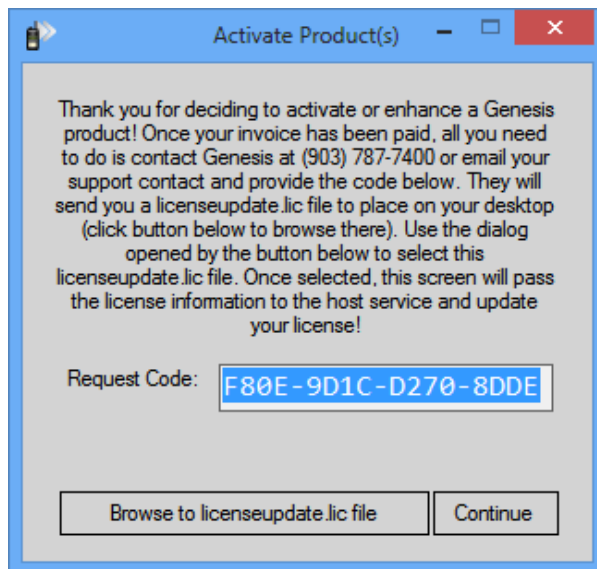 Activate Product(s)
Thank you for deciding to activate or enhance a Genesis
product! Once your invoice has been paid, all you need
to do is contact Genesis at (903) 787-7400 or email your
support contact and provide the code below. They will
send you a licenseupdate.lic file to place on your desktop
(click button below to browse there). Use the dialog
opened by the button below to select this
licenseupdate.lic file. Once selected, this screen will pass
the license information to the host service and update
your license!
Request Code: F80E-9D1C-D270-8DDE
Browse to licenseupdate.lic file Continue